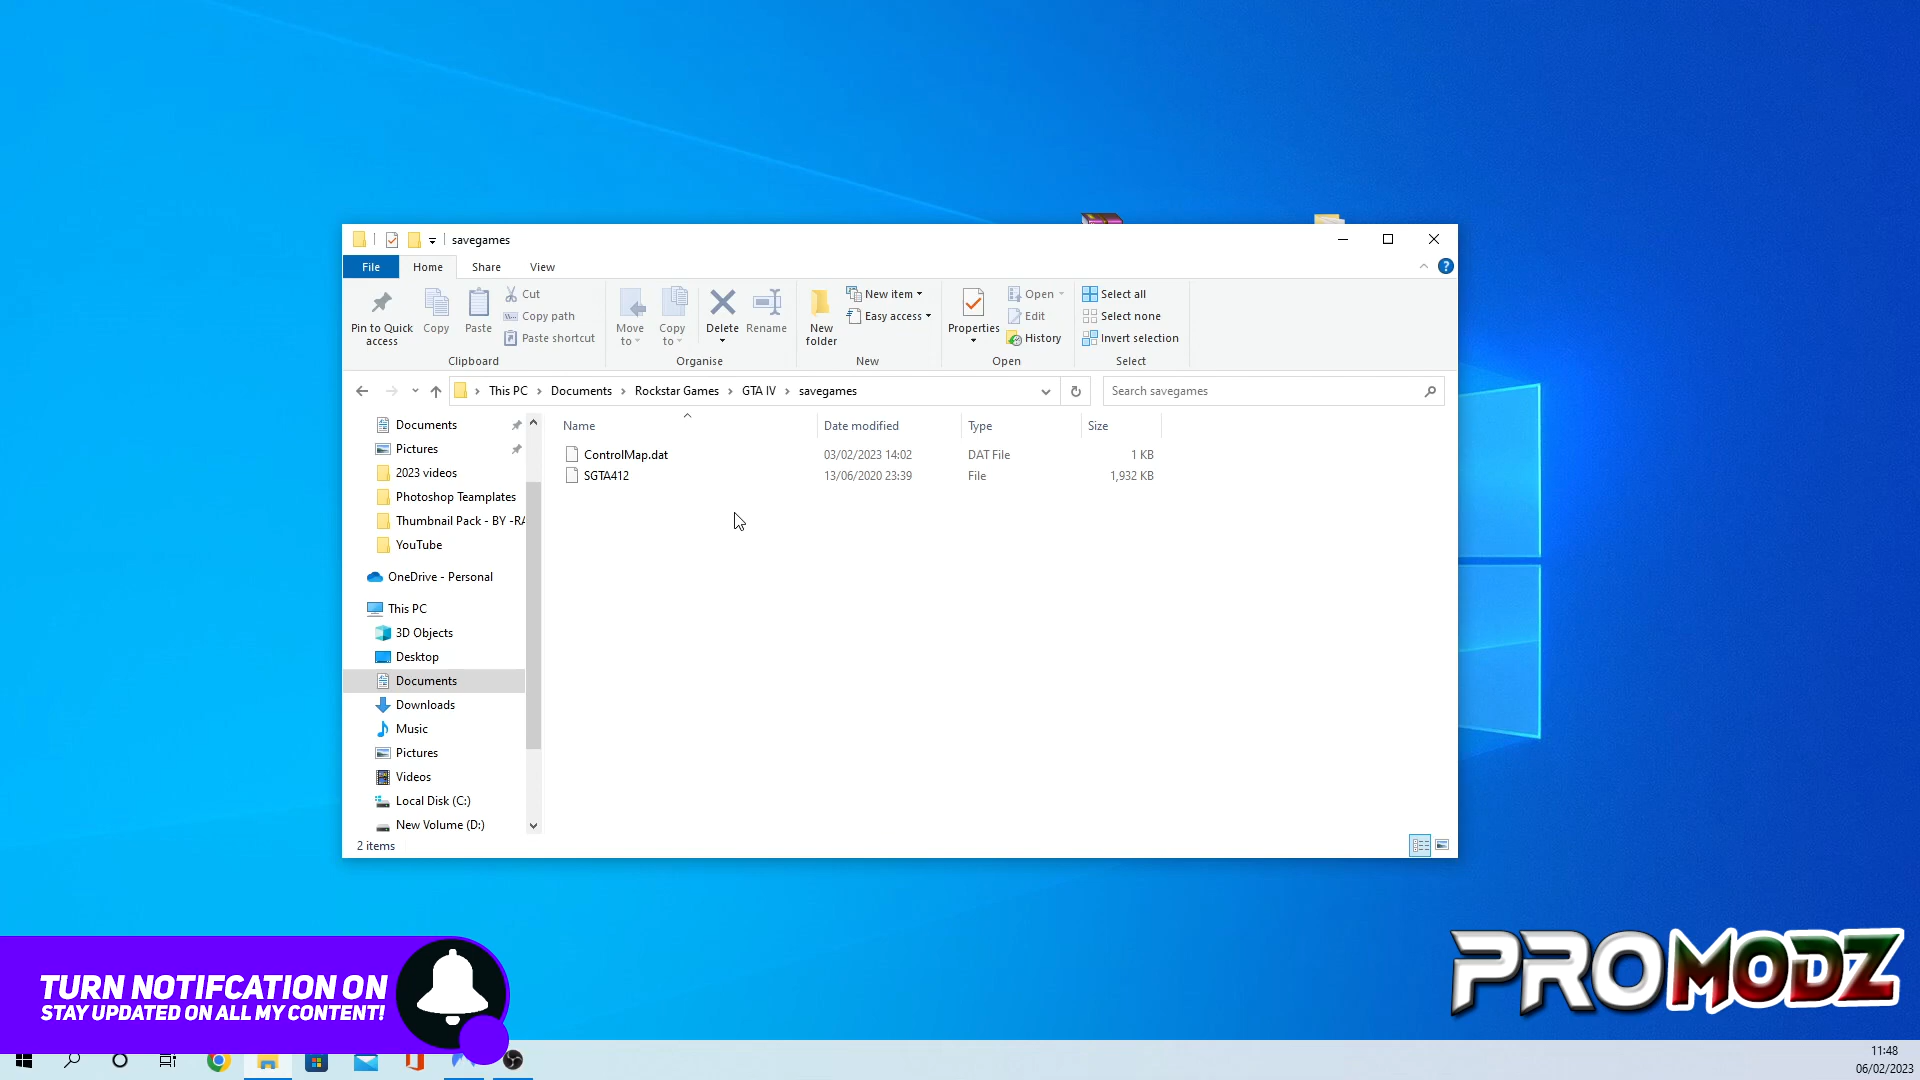 savegames
File Home Share View
Pin to Quick access
Copy
Paste
Cut
Copy path
Paste shortcut
Clipboard
Move to
Copy to
Delete
Rename
Organise
New folder
New item
Easy access
New
Properties
Open
Edit
History
Open
Select all
Select none
Invert selection
Select
This PC > Documents > Rockstar Games > GTA IV > savegames
Search savegames
Documents
Pictures
2023 videos
Photoshop Teamplates
Thumbnail Pack - BY -RA
YouTube
OneDrive - Personal
This PC
3D Objects
Desktop
Documents
Downloads
Music
Pictures
Videos
Local Disk (C:)
New Volume (D:)
Name Date modified Type Size
ControlMap.dat 03/02/2023 14:02 DAT File 1 KB
SGTA412 13/06/2020 23:39 File 1,932 KB
2 items
TURN NOTIFCATION ON
STAY UPDATED ON ALL MY CONTENT!
PROMODZ
11:48
06/02/2023